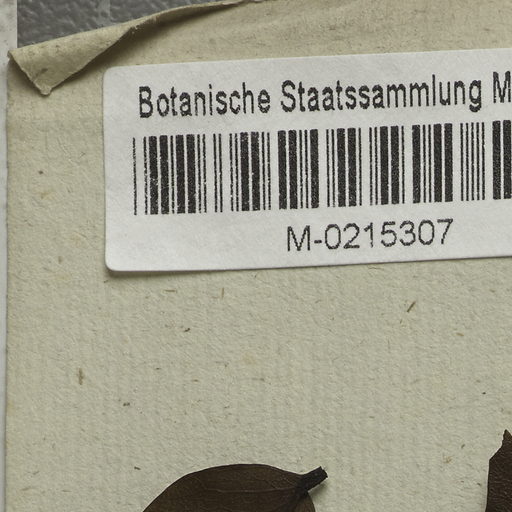 Botanische Staatssammlung M
M-0215307